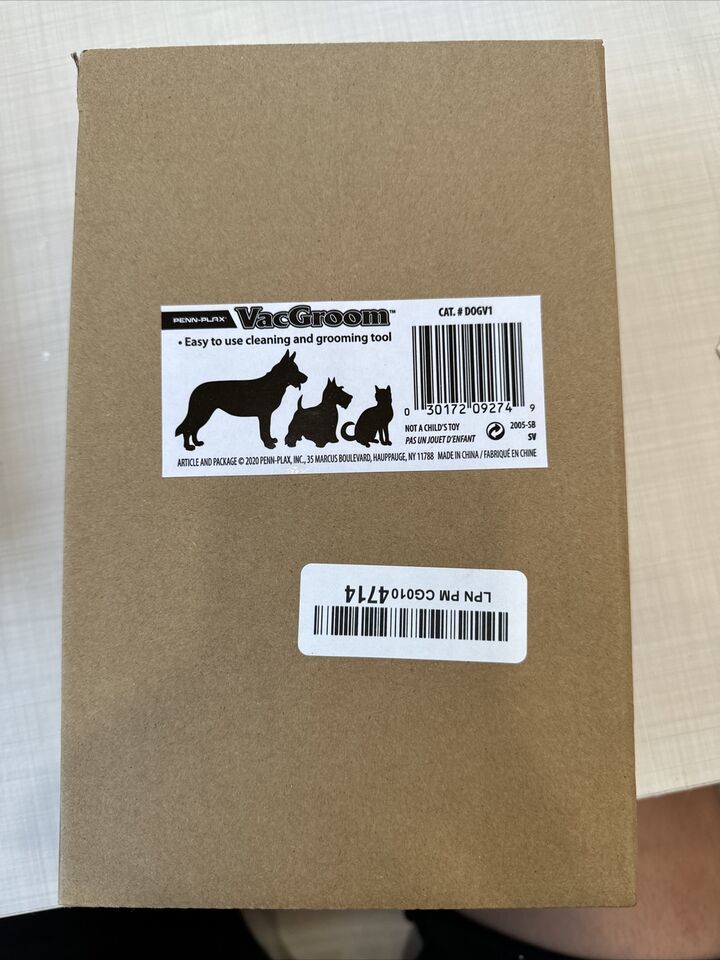 PENN-PLAX® VacGroom™
• Easy to use cleaning and grooming tool
CAT. # DOGV1
0 30172 09274 9
NOT A CHILD'S TOY
PAS UN JOUET D'ENFANT
2005-SB
SV
ARTICLE AND PACKAGE © 2020 PENN-PLAX, INC., 35 MARCUS BOULEVARD, HAUPPAUGE, NY 11788 MADE IN CHINA / FABRIQUÉ EN CHINE
LPN PM CG0104714